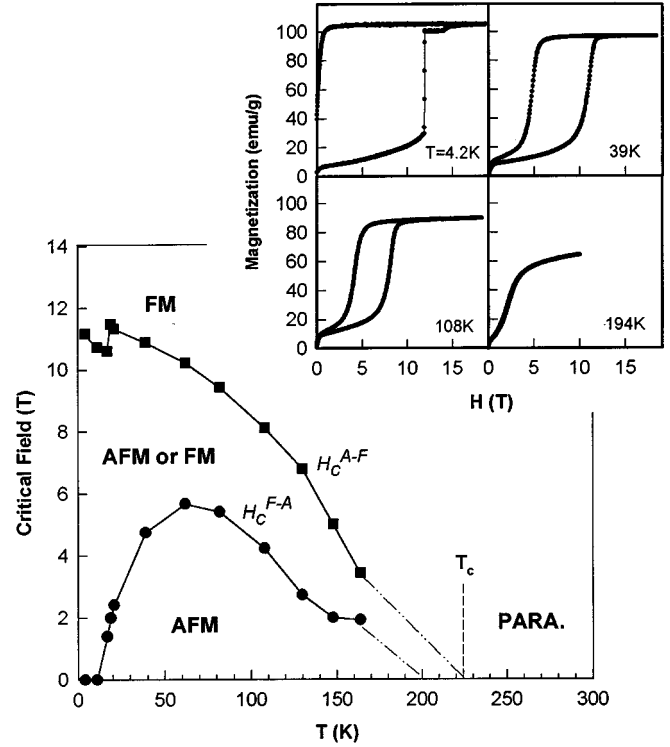 Magnetization (emu/g)
100
80
60
40
20
0
T=4.2K
39K
100
80
60
40
20
0
108K
194K
0 5 10 15
0 5 10 15
H (T)
Critical Field (T)
14
12
10
8
6
4
2
0
FM
AFM or FM
H_C^A-F
H_C^F-A
AFM
T_c
PARA.
0 50 100 150 200 250 300
T (K)